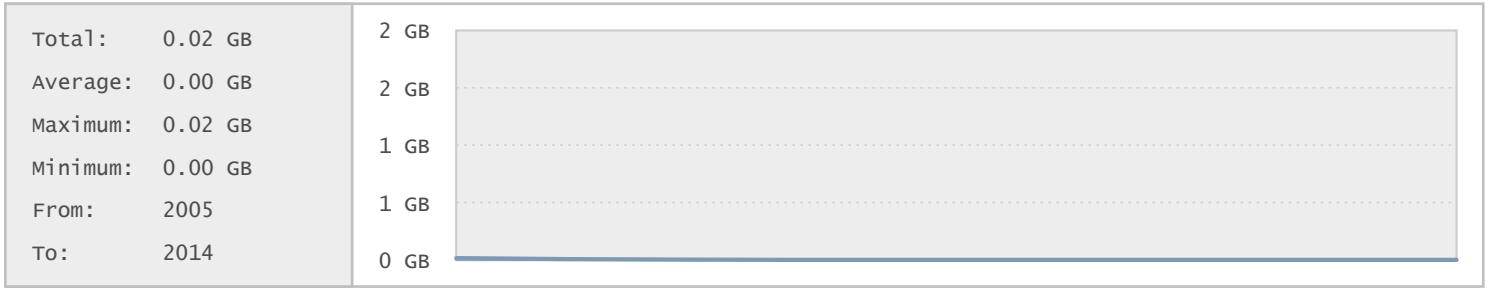 Total: 0.02 GB
Average: 0.00 GB
Maximum: 0.02 GB
Minimum: 0.00 GB
From: 2005
To: 2014
2 GB
2 GB
1 GB
1 GB
0 GB